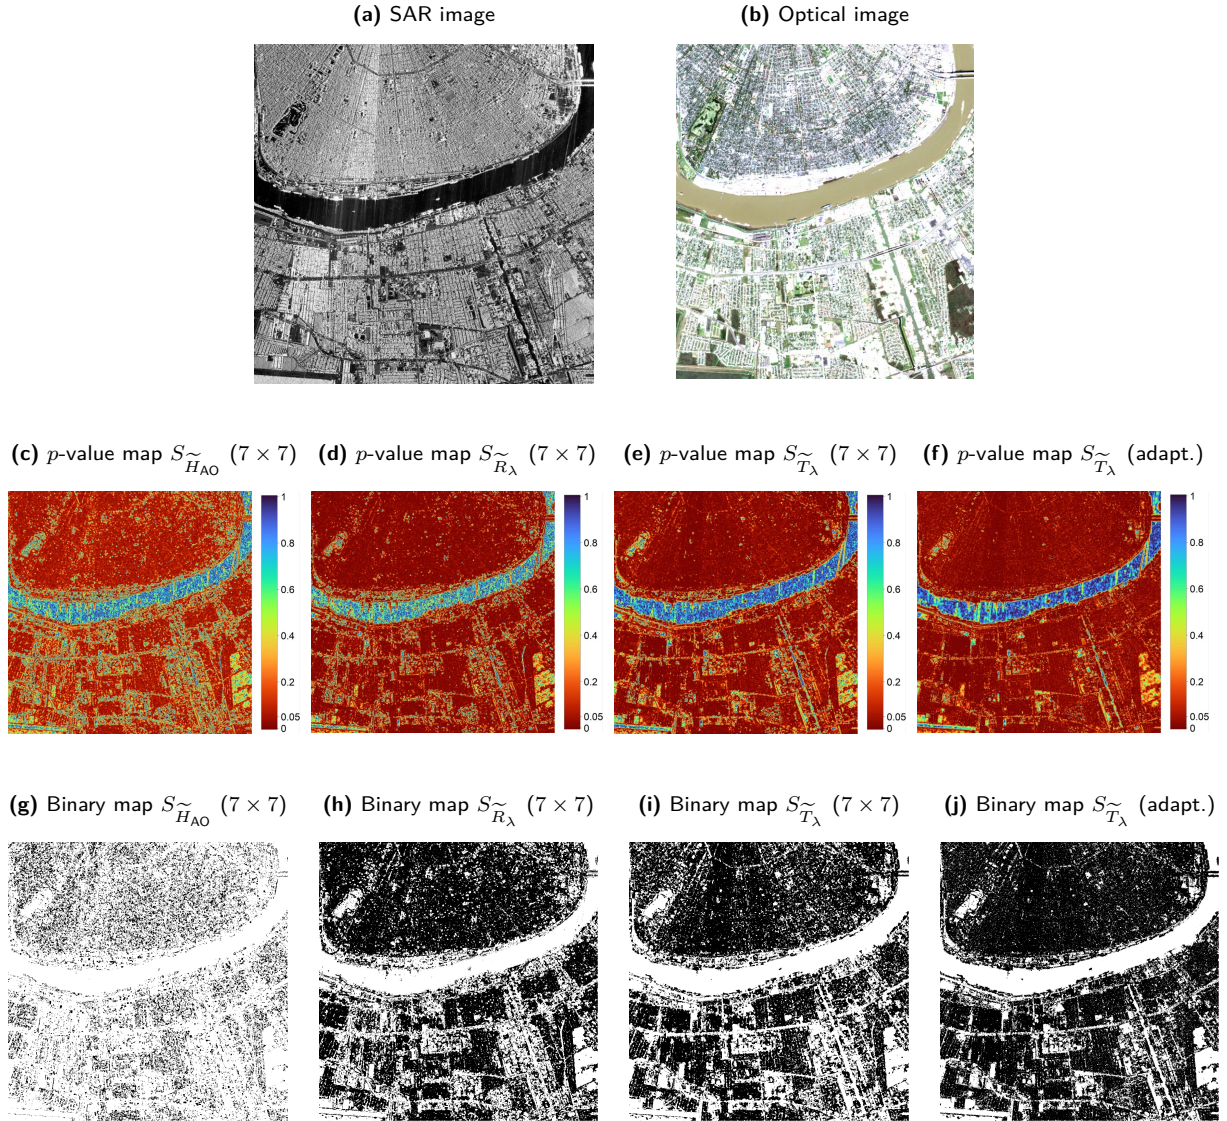 (a) SAR image
(b) Optical image
(c) p-value map S_{\widetilde{H}_{AO}} (7 × 7)
(d) p-value map S_{\widetilde{R}_λ} (7 × 7)
(e) p-value map S_{\widetilde{T}_λ} (7 × 7)
(f) p-value map S_{\widetilde{T}_λ} (adapt.)
1
0.8
0.6
0.4
0.2
0.05
0
1
0.8
0.6
0.4
0.2
0.05
0
1
0.8
0.6
0.4
0.2
0.05
0
1
0.8
0.6
0.4
0.2
0.05
0
(g) Binary map S_{\widetilde{H}_{AO}} (7 × 7)
(h) Binary map S_{\widetilde{R}_λ} (7 × 7)
(i) Binary map S_{\widetilde{T}_λ} (7 × 7)
(j) Binary map S_{\widetilde{T}_λ} (adapt.)